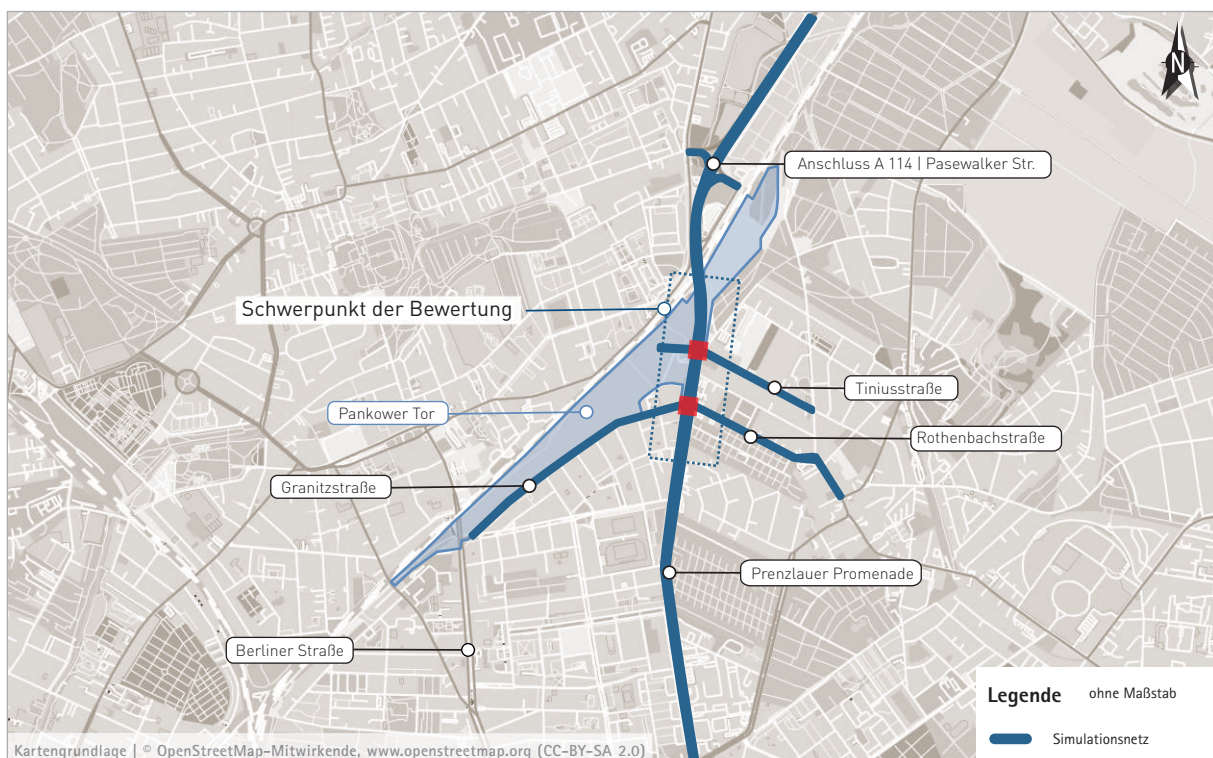 N
Anschluss A 114 | Pasewalker Str.
Schwerpunkt der Bewertung
Tiniusstraße
Pankower Tor
Rothenbachstraße
Granitzstraße
Prenzlauer Promenade
Berliner Straße
Legende ohne Maßstab
Simulationsnetz
Kartengrundlage | © OpenStreetMap-Mitwirkende, www.openstreetmap.org (CC-BY-SA 2.0)